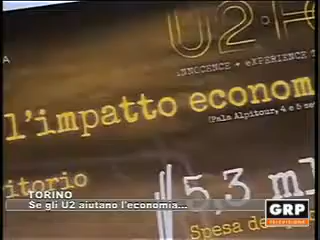 U2
iNNOCENCE + eXPERIENCE
l'impatto econom
(Pala Alpitour, 4 e 5 s
itorio
5,3 ml
Spesa de
TORINO
Se gli U2 aiutano l'economia...
GRP
TELEVISIONE